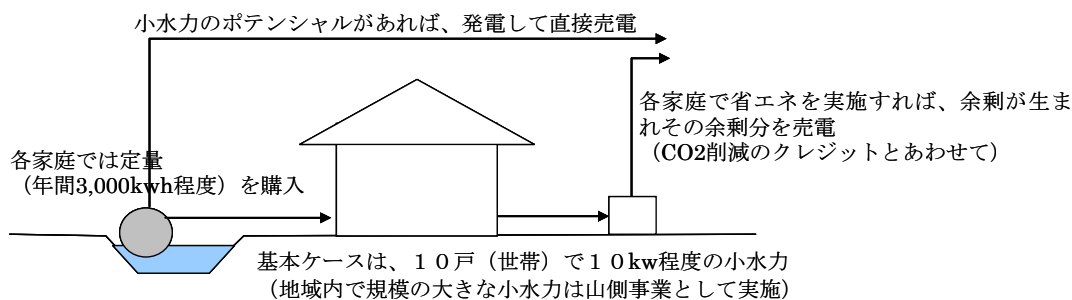 小水力のポテンシャルがあれば、発電して直接売電
各家庭で省エネを実施すれば、余剰が生ま
れその余剰分を売電
（CO2削減のクレジットとあわせて）
各家庭では定量
（年間3,000kwh程度）を購入
基本ケースは、１０戸（世帯）で１０kw程度の小水力
（地域内で規模の大きな小水力は山側事業として実施）